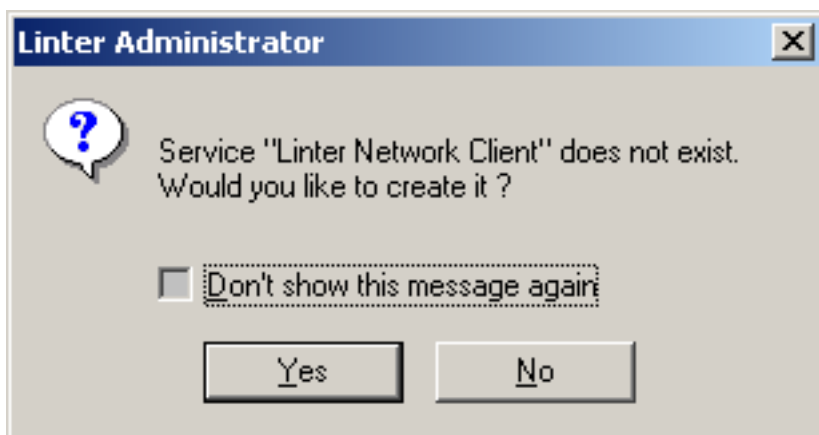 Linter Administrator
Service "Linter Network Client" does not exist.
Would you like to create it ?
Don't show this message again
Yes
No